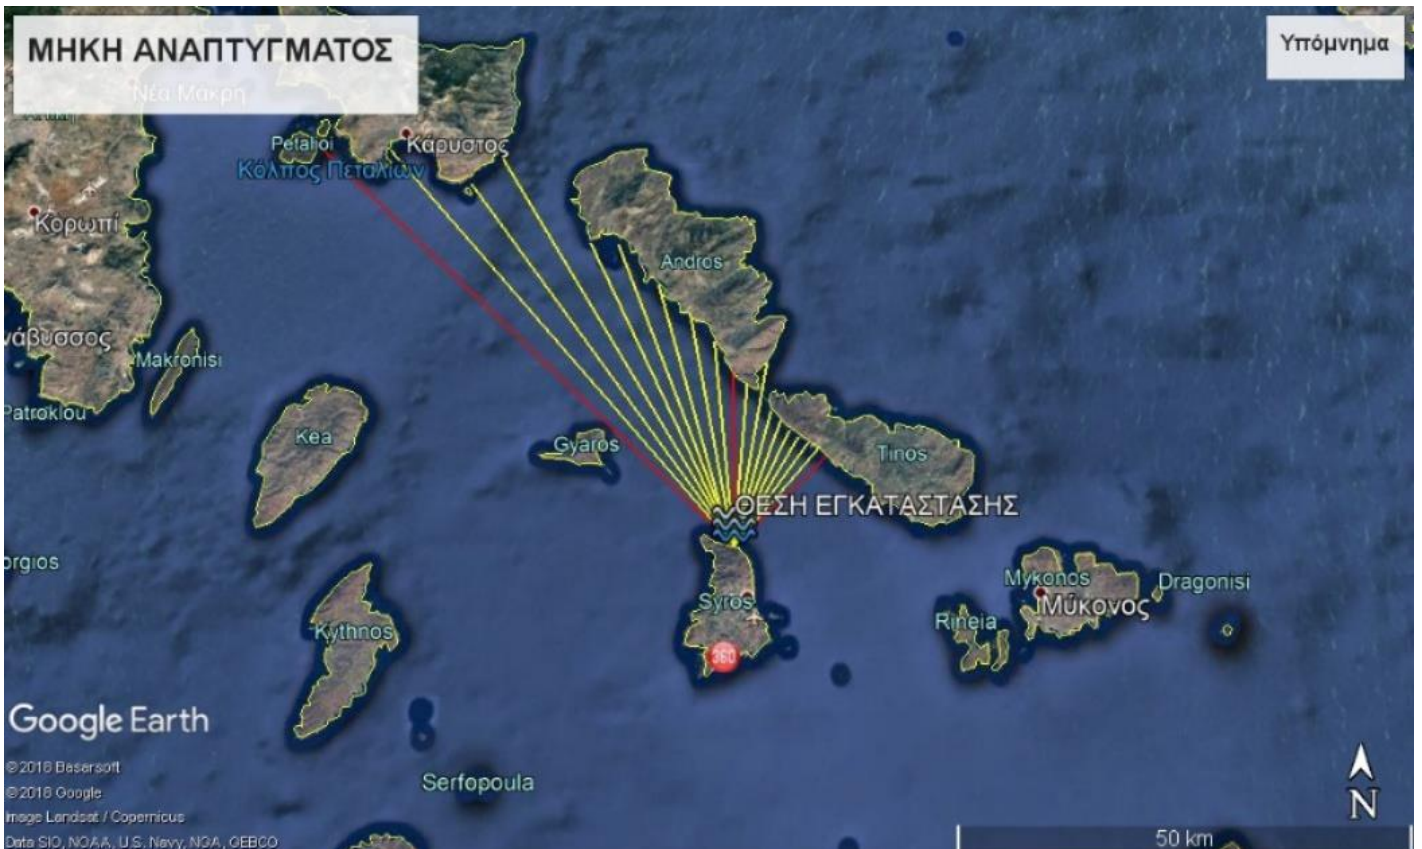 ΜΗΚΗ ΑΝΑΠΤΥΓΜΑΤΟΣ
Υπόμνημα
Νέα Μάκρη
Petalioi
Κάρυστος
Κόλπος Πεταλιών
Κορωπί
Andros
νάβυσσος
Makronisi
Patroklou
Kea
Gyaros
Tinos
ΘΕΣΗ ΕΓΚΑΤΑΣΤΑΣΗΣ
orgios
Mykonos
Dragonisi
Syros
Μύκονος
Rineia
Kythnos
360
Google Earth
Serfopoula
©2018 Basarsoft
©2018 Google
Image Landsat / Copernicus
Data SIO, NOAA, U.S. Navy, NGA, GEBCO
N
50 km